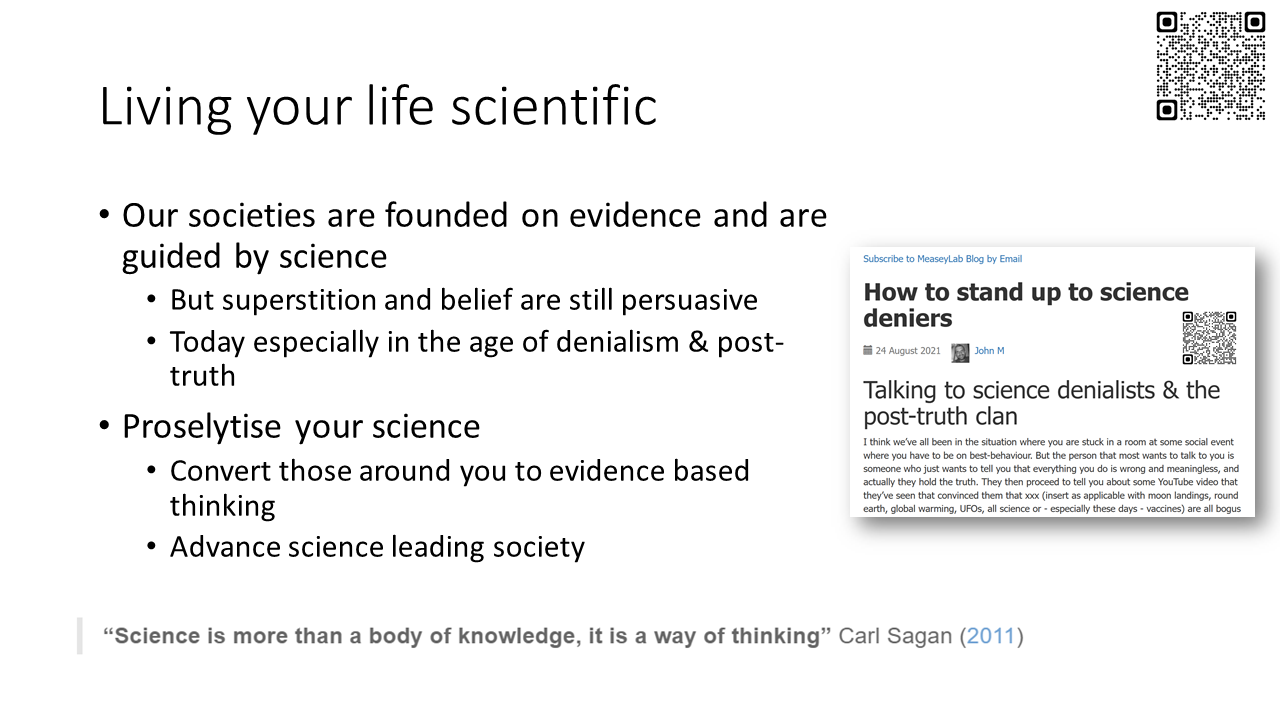 Living your life scientific
• Our societies are founded on evidence and are
guided by science
• But superstition and belief are still persuasive
• Today especially in the age of denialism & post-
truth
• Proselytise your science
• Convert those around you to evidence based
thinking
• Advance science leading society
Subscribe to MeaseyLab Blog by Email
How to stand up to science
deniers
24 August 2021 John M
Talking to science denialists & the
post-truth clan
I think we've all been in the situation where you are stuck in a room at some social event
where you have to be on best-behaviour. But the person that most wants to talk to you is
someone who just wants to tell you that everything you do is wrong and meaningless, and
actually they hold the truth. They then proceed to tell you about some YouTube video that
they've seen that convinced them that xxx (insert as applicable with moon landings, round
earth, global warming, UFOs, all science or - especially these days - vaccines) are all bogus
“Science is more than a body of knowledge, it is a way of thinking” Carl Sagan (2011)